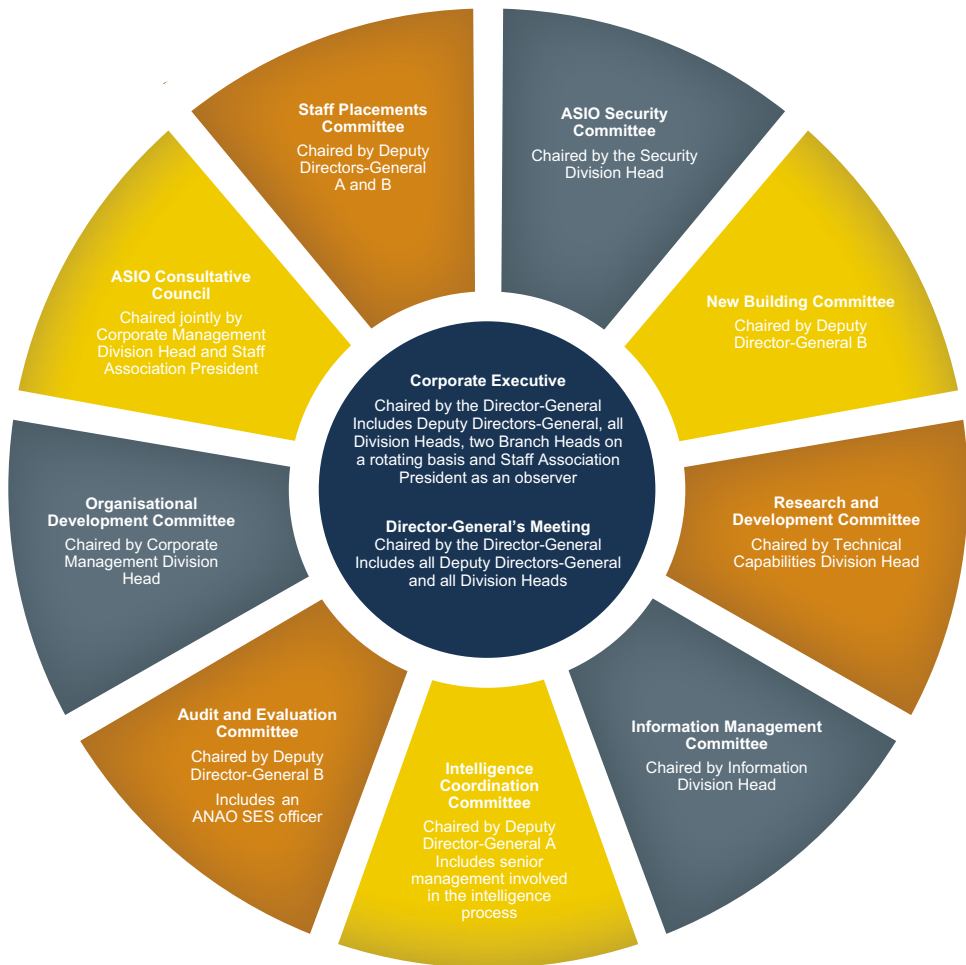 Staff Placements
Committee
Chaired by Deputy
Directors-General
A and B
ASIO Security
Committee
Chaired by the Security
Division Head
New Building Committee
Chaired by Deputy
Director-General B
Research and
Development Committee
Chaired by Technical
Capabilities Division Head
Information Management
Committee
Chaired by Information
Division Head
Intelligence
Coordination
Committee
Chaired by Deputy
Director-General A
Includes senior
management involved
in the intelligence
process
Audit and Evaluation
Committee
Chaired by Deputy
Director-General B
Includes an
ANAO SES officer
Organisational
Development Committee
Chaired by Corporate
Management Division
Head
ASIO Consultative
Council
Chaired jointly by
Corporate Management
Division Head and Staff
Association President
Corporate Executive
Chaired by the Director-General
Includes Deputy Directors-General, all
Division Heads, two Branch Heads on
a rotating basis and Staff Association
President as an observer
Director-General’s Meeting
Chaired by the Director-General
Includes all Deputy Directors-General
and all Division Heads